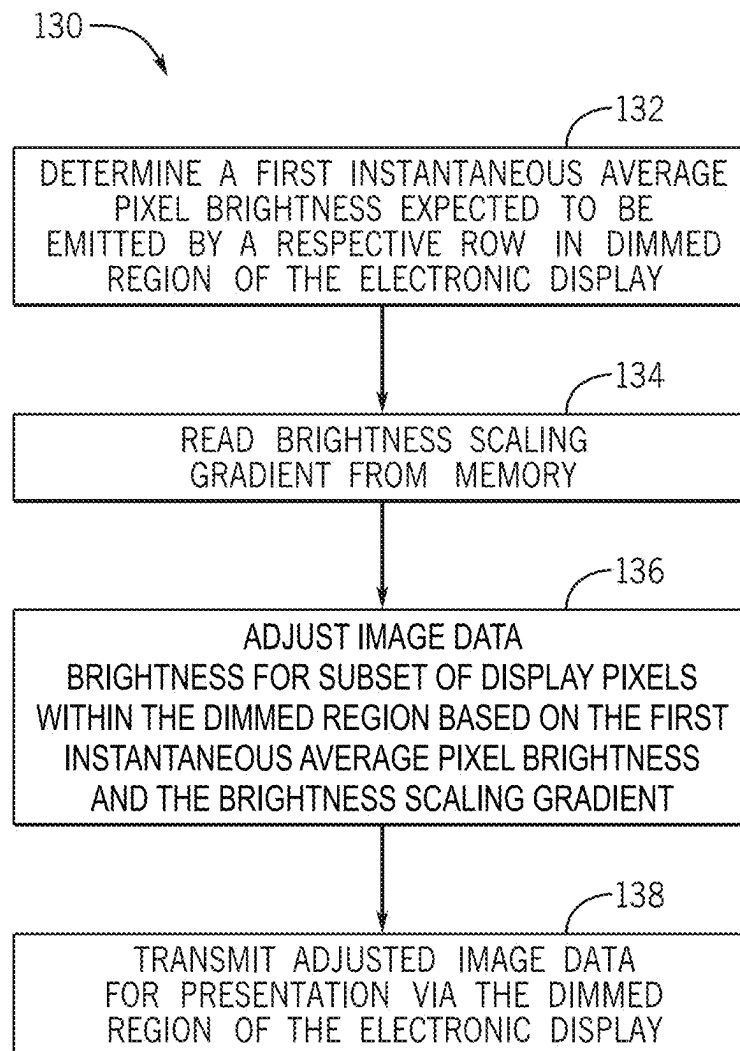 130
132
DETERMINE A FIRST INSTANTANEOUS AVERAGE
PIXEL BRIGHTNESS EXPECTED TO BE
EMITTED BY A RESPECTIVE ROW IN DIMMED
REGION OF THE ELECTRONIC DISPLAY
134
READ BRIGHTNESS SCALING
GRADIENT FROM MEMORY
136
ADJUST IMAGE DATA
BRIGHTNESS FOR SUBSET OF DISPLAY PIXELS
WITHIN THE DIMMED REGION BASED ON THE FIRST
INSTANTANEOUS AVERAGE PIXEL BRIGHTNESS
AND THE BRIGHTNESS SCALING GRADIENT
138
TRANSMIT ADJUSTED IMAGE DATA
FOR PRESENTATION VIA THE DIMMED
REGION OF THE ELECTRONIC DISPLAY